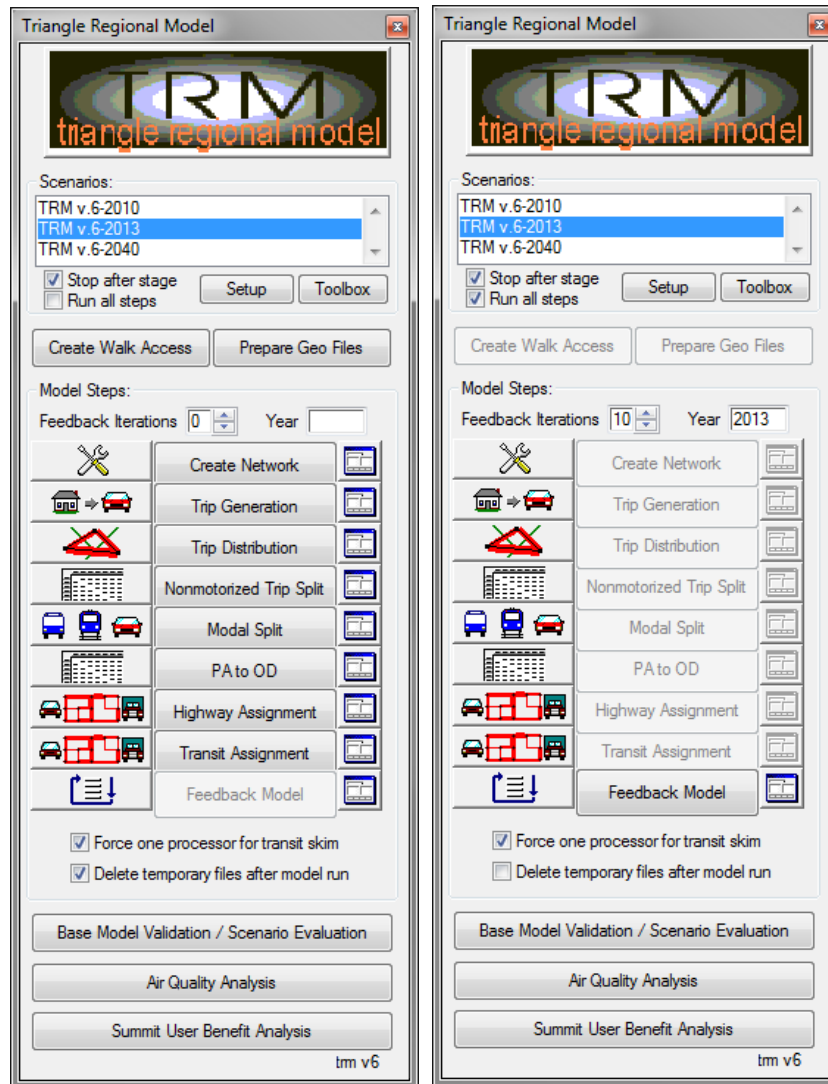 Triangle Regional Model
TRM
triangle regional model
Scenarios:
TRM v.6-2010
TRM v.6-2013
TRM v.6-2040
Stop after stage
Run all steps
Setup
Toolbox
Create Walk Access
Prepare Geo Files
Model Steps:
Feedback Iterations 0 Year
Create Network
Trip Generation
Trip Distribution
Nonmotorized Trip Split
Modal Split
PA to OD
Highway Assignment
Transit Assignment
Feedback Model
Force one processor for transit skim
Delete temporary files after model run
Base Model Validation / Scenario Evaluation
Air Quality Analysis
Summit User Benefit Analysis
trm v6
Triangle Regional Model
TRM
triangle regional model
Scenarios:
TRM v.6-2010
TRM v.6-2013
TRM v.6-2040
Stop after stage
Run all steps
Setup
Toolbox
Create Walk Access
Prepare Geo Files
Model Steps:
Feedback Iterations 10 Year 2013
Create Network
Trip Generation
Trip Distribution
Nonmotorized Trip Split
Modal Split
PA to OD
Highway Assignment
Transit Assignment
Feedback Model
Force one processor for transit skim
Delete temporary files after model run
Base Model Validation / Scenario Evaluation
Air Quality Analysis
Summit User Benefit Analysis
trm v6